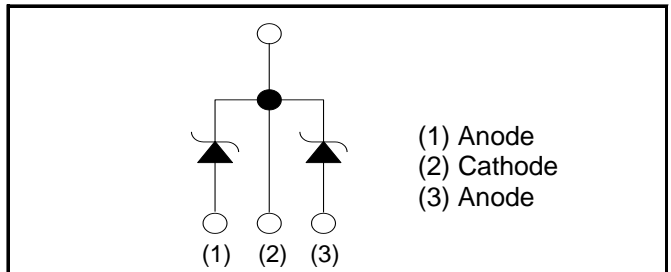 (1) Anode
(2) Cathode
(3) Anode
(1) (2) (3)